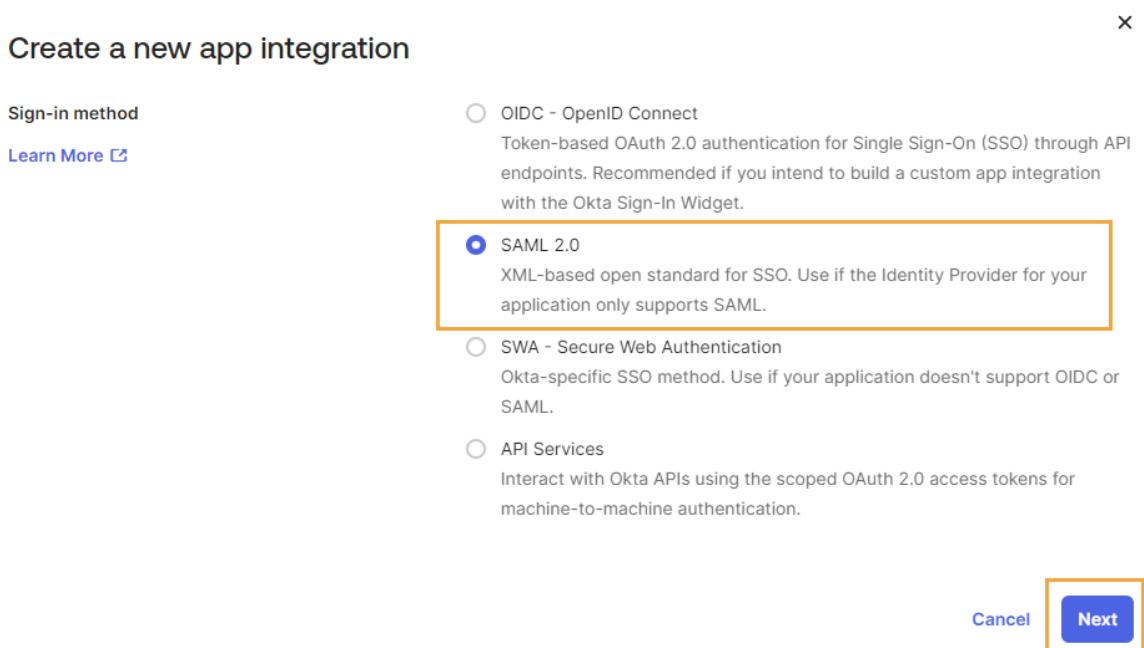 Create a new app integration
Sign-in method
Learn More
OIDC - OpenID Connect
Token-based OAuth 2.0 authentication for Single Sign-On (SSO) through API
endpoints. Recommended if you intend to build a custom app integration
with the Okta Sign-In Widget.
SAML 2.0
XML-based open standard for SSO. Use if the Identity Provider for your
application only supports SAML.
SWA - Secure Web Authentication
Okta-specific SSO method. Use if your application doesn't support OIDC or
SAML.
API Services
Interact with Okta APIs using the scoped OAuth 2.0 access tokens for
machine-to-machine authentication.
Cancel
Next